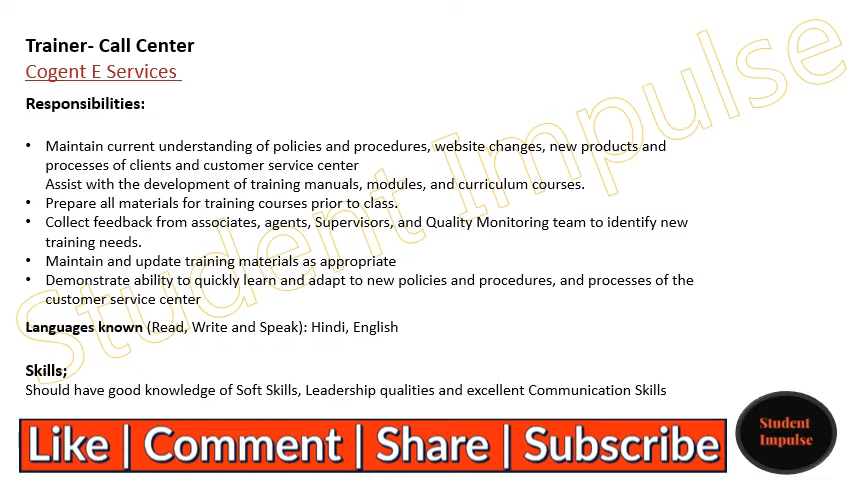 Trainer- Call Center
Cogent E Services
Responsibilities:
• Maintain current understanding of policies and procedures, website changes, new products and
processes of clients and customer service center
Assist with the development of training manuals, modules, and curriculum courses.
• Prepare all materials for training courses prior to class.
• Collect feedback from associates, agents, Supervisors, and Quality Monitoring team to identify new
training needs.
• Maintain and update training materials as appropriate
• Demonstrate ability to quickly learn and adapt to new policies and procedures, and processes of the
customer service center
Languages known (Read, Write and Speak): Hindi, English
Skills;
Should have good knowledge of Soft Skills, Leadership qualities and excellent Communication Skills
Like | Comment | Share | Subscribe
Student
Impulse
Student Impulse